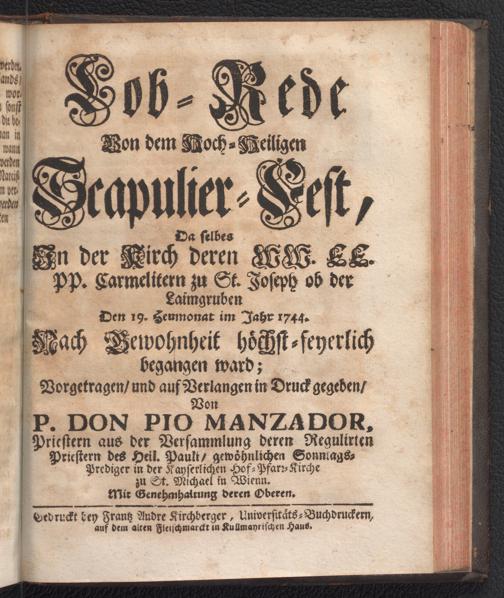 Lob-Rede
Von dem Hoch-Heiligen
Scapulier-Fest,
Da selbes
In der Kirch deren WW. EE.
PP. Carmelitern zu St. Joseph ob der
Laimgruben
Den 19. Heumonat im Jahr 1744.
Nach Gewohnheit höchst-feyerlich
begangen ward;
Vorgetragen/ und auf Verlangen in Druck gegeben/
Von
P. DON PIO MANZADOR,
Priestern aus der Versammlung deren Regulirten
Priestern des Heil. Pauli/ gewöhnlichen Sonntags-
Prediger in der Kayserlichen Hof-Pfarr-Kirche
zu St. Michael in Wienn.
Mit Genehmhaltung deren Oberen.
Gedruckt bey Frantz Andre Kirchberger, Universitäts-Buchdruckern,
auf dem alten Fleischmarckt in Kullmayrischen Haus.